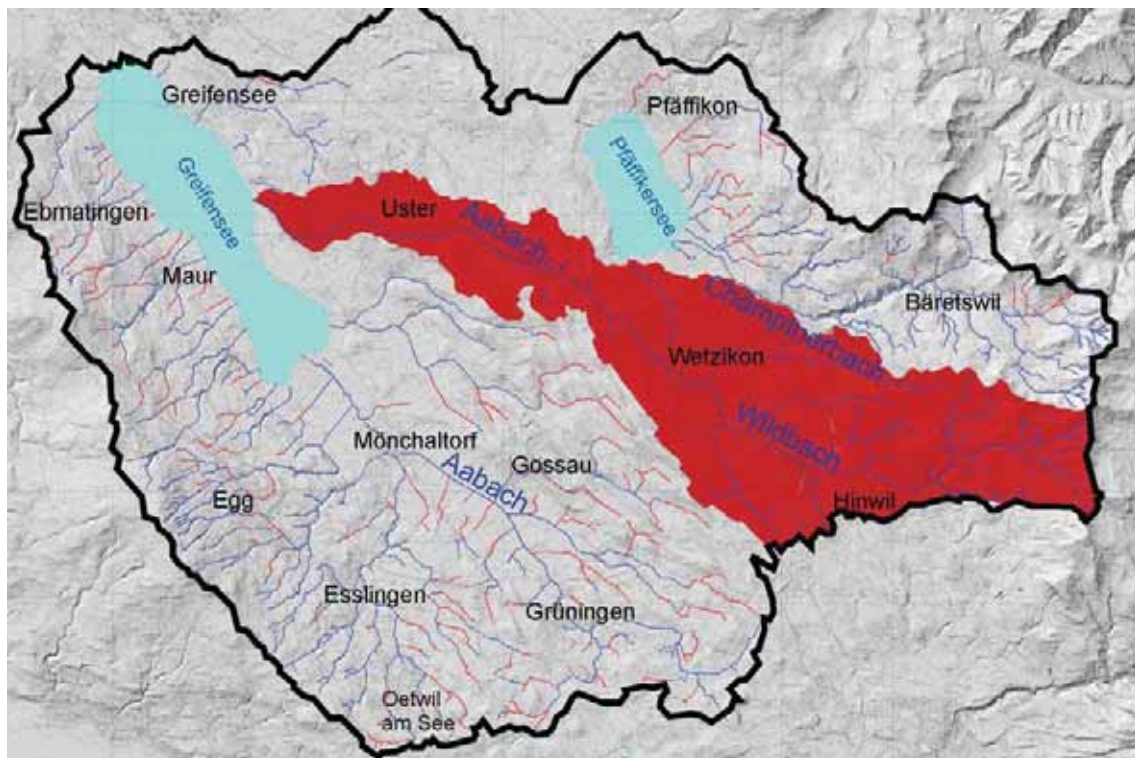 Greifensee
Pfäffikon
Greifensee
Pfäffikersee
Ebmatingen
Uster
Aabach
Maur
Chämptnerbach
Bäretswil
Wetzikon
Wildbach
Mönchaltorf
Aabach
Gossau
Egg
Hinwil
Esslingen
Grüningen
Oetwil
am See